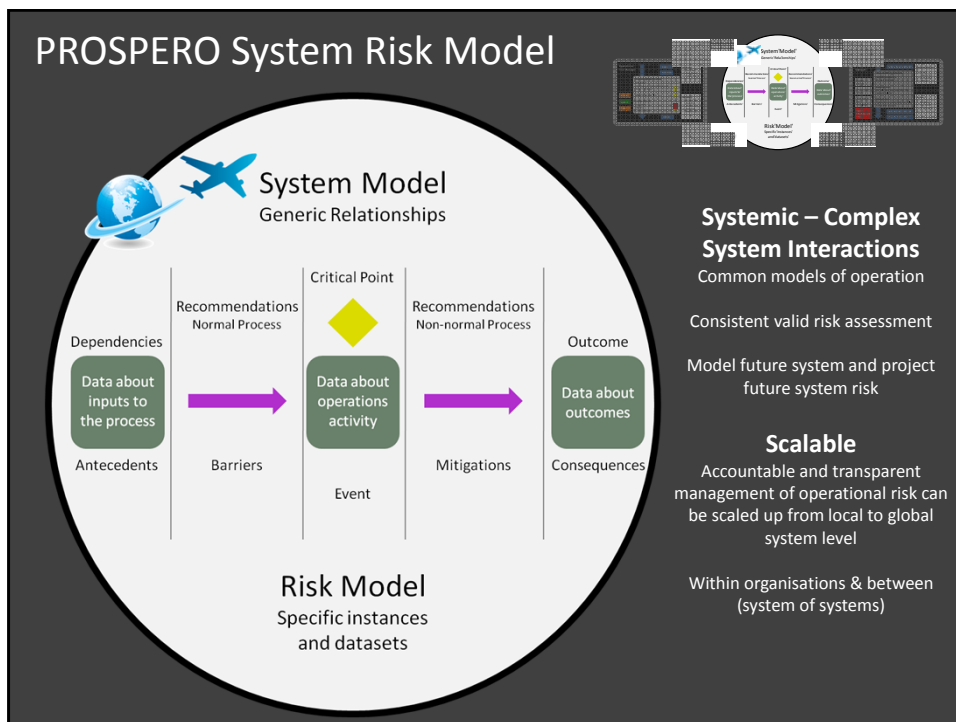 PROSPERO System Risk Model
System Model
Generic Relationships
Critical Point
Recommendations
Normal Process
Recommendations
Non-normal Process
Dependencies
Outcome
Data about
inputs to
the process
Data about
operations
activity
Data about
outcomes
Antecedents
Barriers
Mitigations
Consequences
Event
Risk Model
Specific instances
and datasets
Systemic – Complex
System Interactions
Common models of operation
Consistent valid risk assessment
Model future system and project
future system risk
Scalable
Accountable and transparent
management of operational risk can
be scaled up from local to global
system level
Within organisations & between
(system of systems)